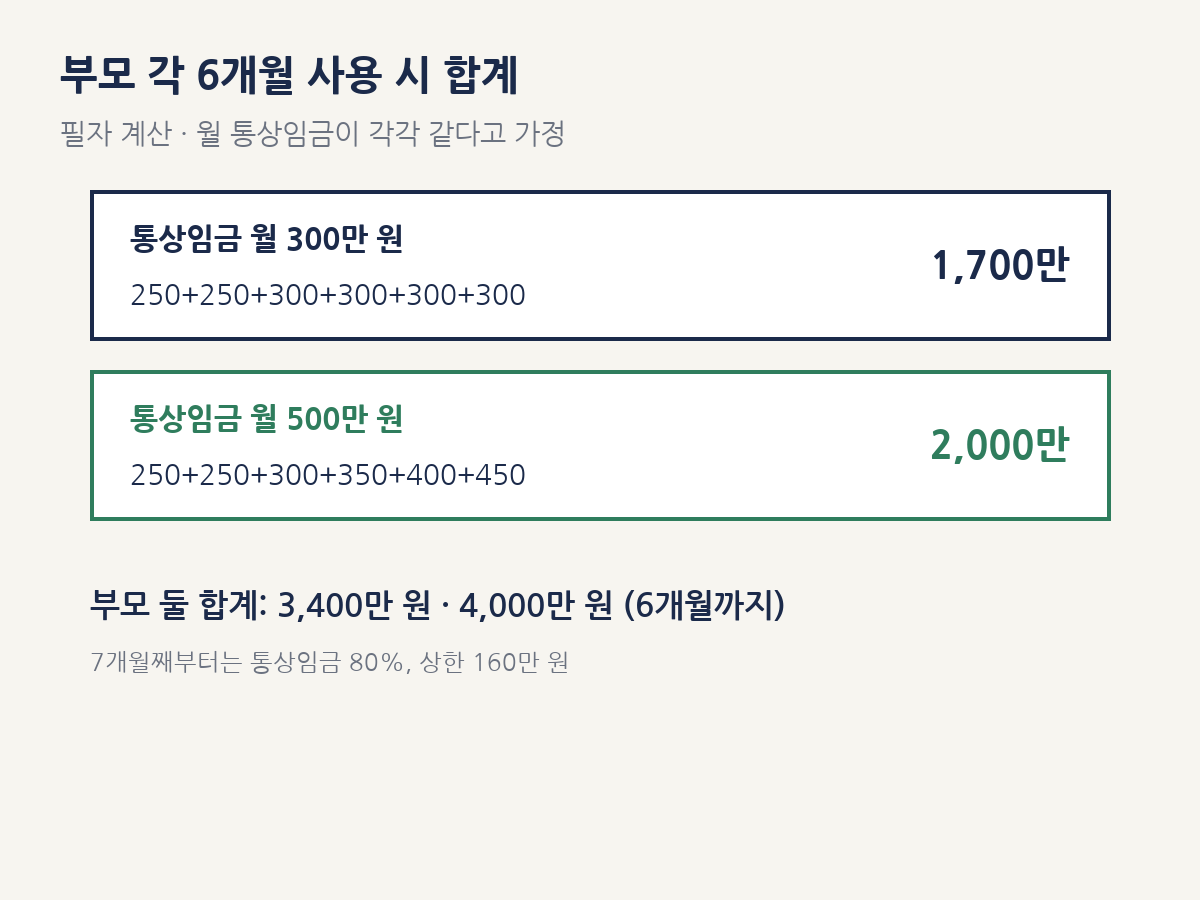 부모 각 6개월 사용 시 합계
필자 계산 · 월 통상임금이 각각 같다고 가정
통상임금 월 300만 원
250+250+300+300+300+300
1,700만
통상임금 월 500만 원
250+250+300+350+400+450
2,000만
부모 둘 합계: 3,400만 원 · 4,000만 원 (6개월까지)
7개월째부터는 통상임금 80%, 상한 160만 원